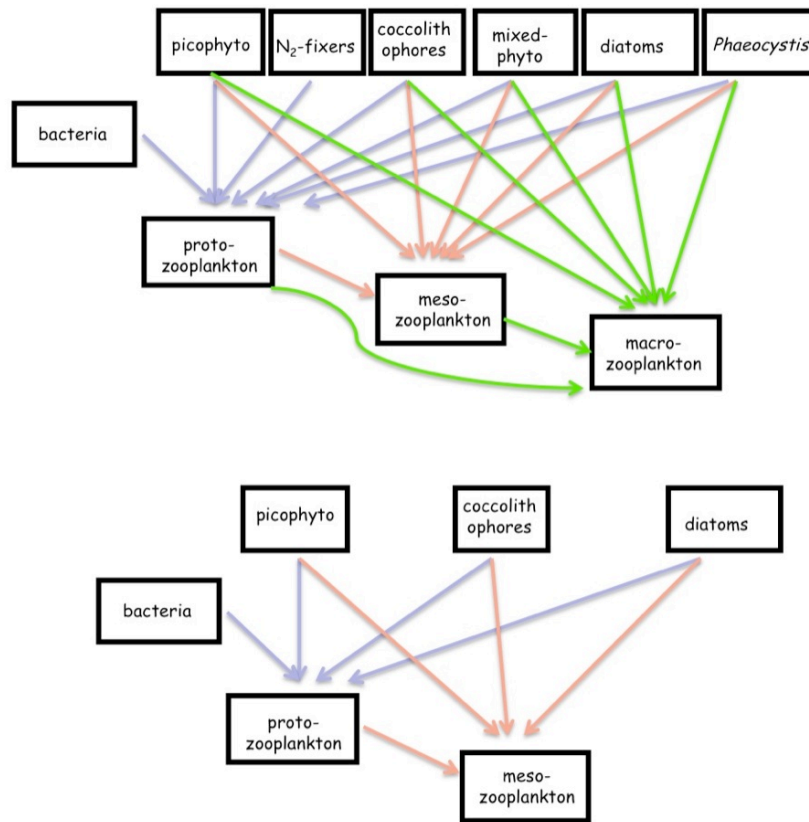 picophyto
N₂-fixers
coccolith
ophores
mixed-
phyto
diatoms
Phaeocystis
bacteria
proto-
zooplankton
meso-
zooplankton
macro-
zooplankton
picophyto
coccolith
ophores
diatoms
bacteria
proto-
zooplankton
meso-
zooplankton